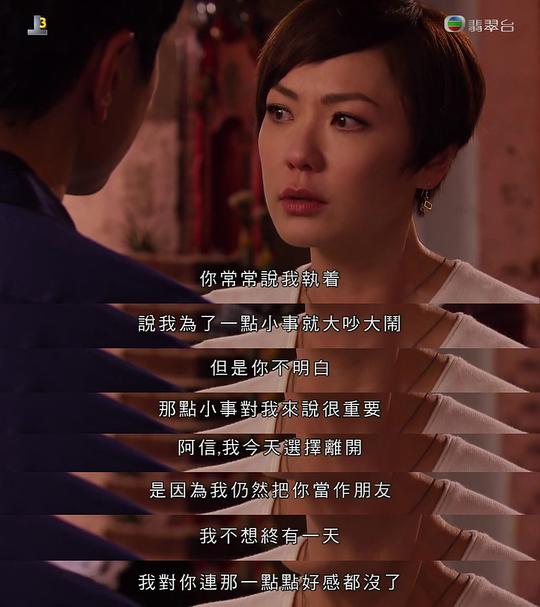 3
翡翠台
你常常說我執着
說我為了一點小事就大吵大鬧
但是你不明白
那點小事對我來說很重要
阿信,我今天選擇離開
是因為我仍然把你當作朋友
我不想終有一天
我對你連那一點點好感都沒了